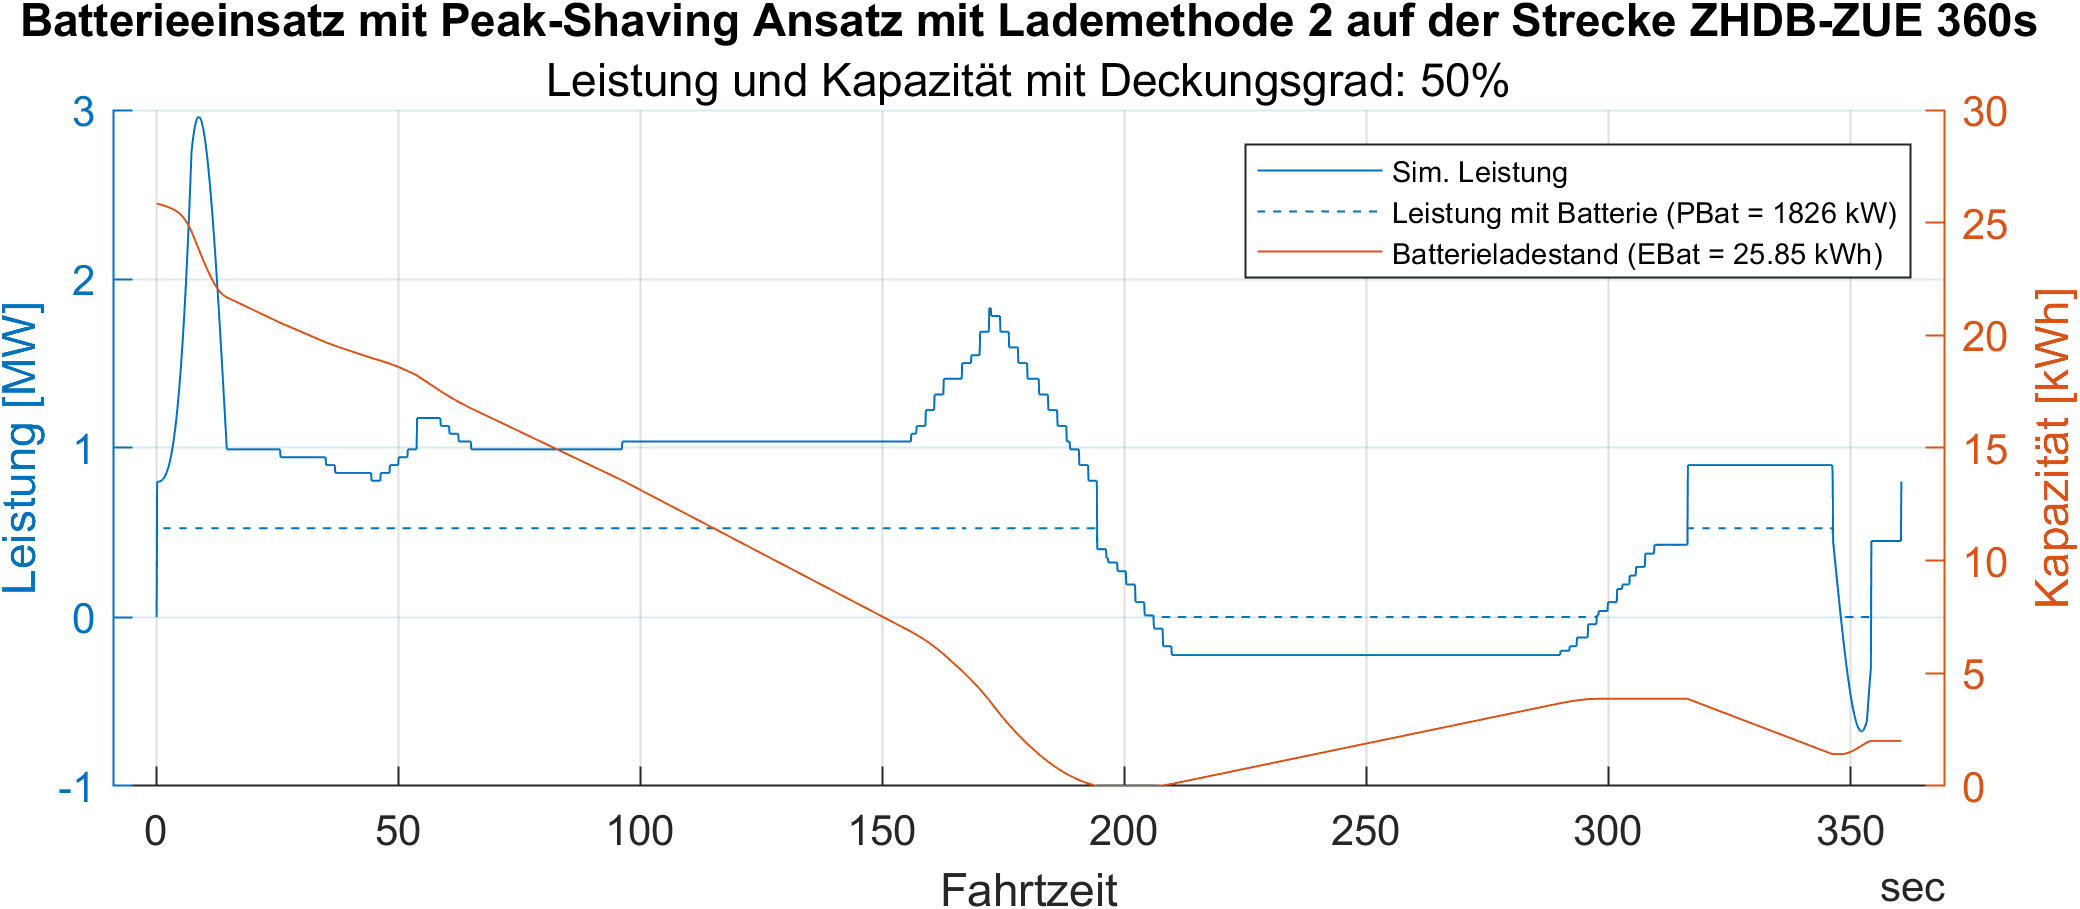 Batterieeinsatz mit Peak-Shaving Ansatz mit Lademethode 2 auf der Strecke ZHDB-ZUE 360s
Leistung und Kapazität mit Deckungsgrad: 50%
3
2
1
0
-1
Leistung [MW]
30
25
20
15
10
5
0
Kapazität [kWh]
Sim. Leistung
Leistung mit Batterie (PBat = 1826 kW)
Batterieladestand (EBat = 25.85 kWh)
0 50 100 150 200 250 300 350
Fahrtzeit
sec